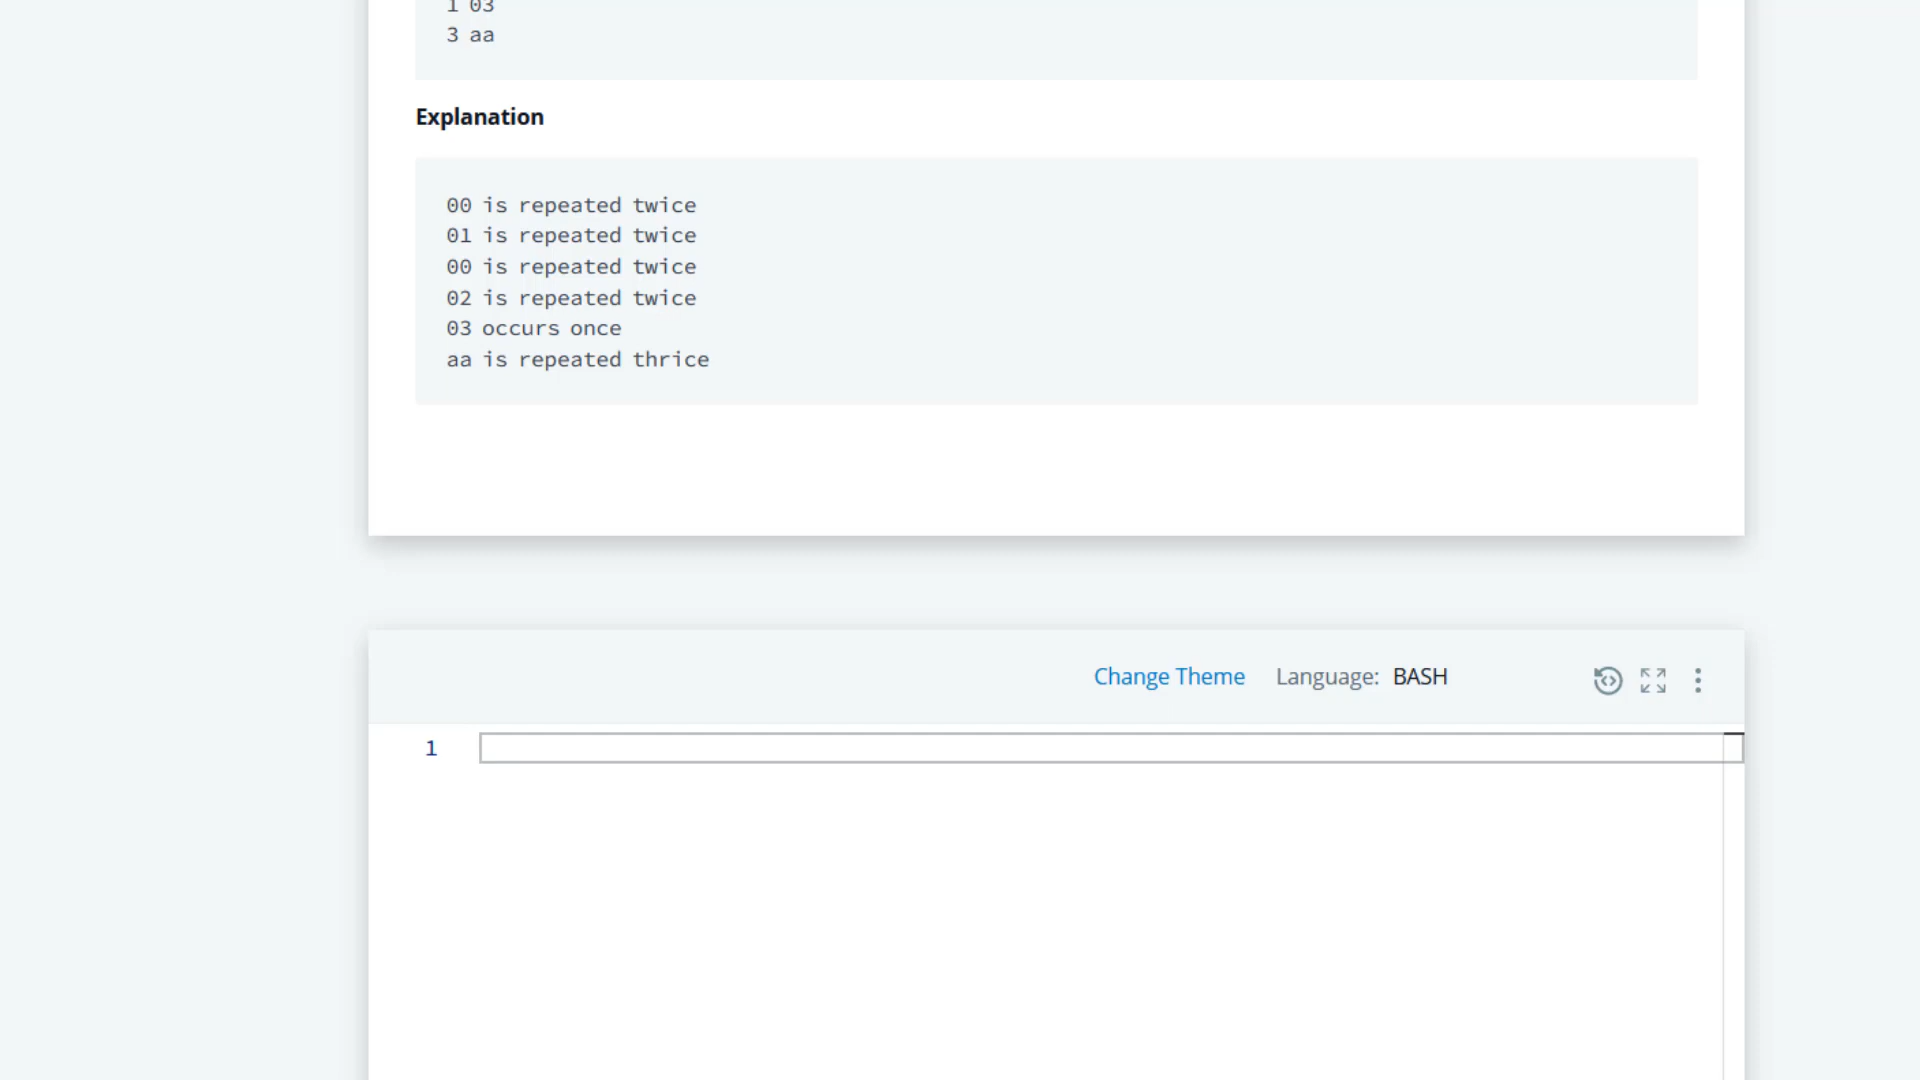 1 03
3 aa
Explanation
00 is repeated twice
01 is repeated twice
00 is repeated twice
02 is repeated twice
03 occurs once
aa is repeated thrice
Change Theme Language: BASH
1